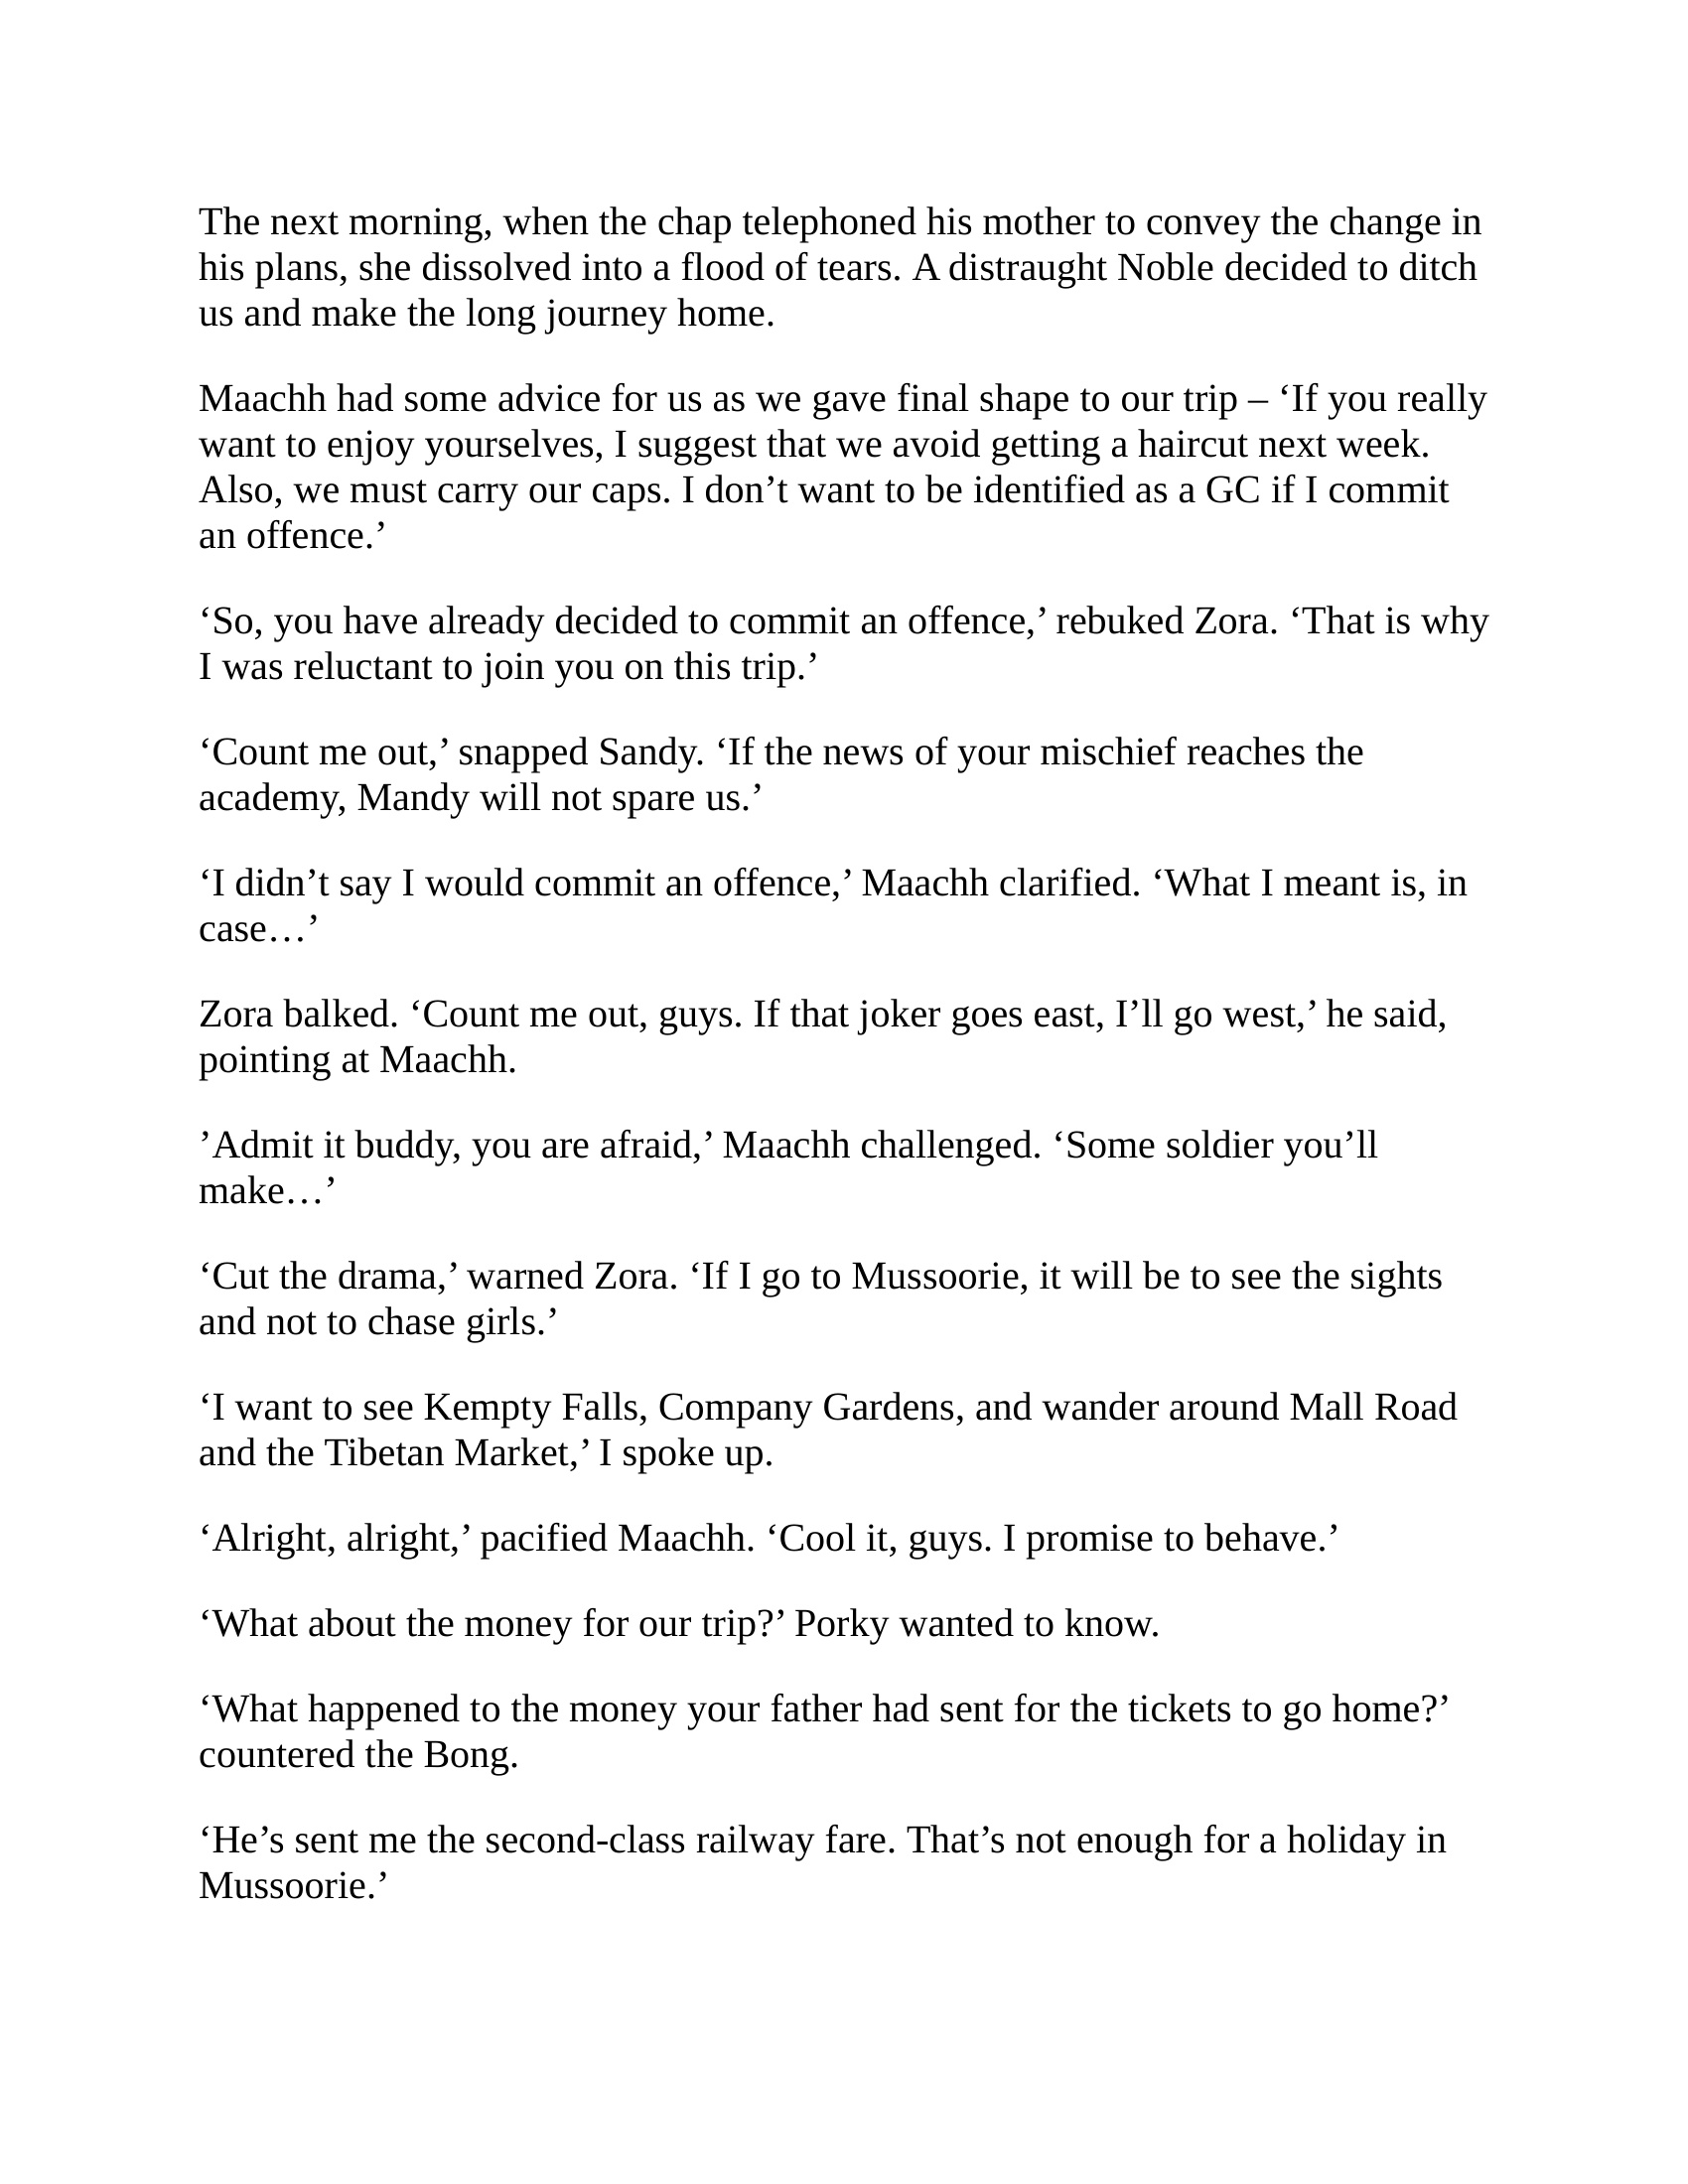 The next morning, when the chap telephoned his mother to convey the change in
his plans, she dissolved into a flood of tears. A distraught Noble decided to ditch
us and make the long journey home.
Maachh had some advice for us as we gave final shape to our trip – ‘If you really
want to enjoy yourselves, I suggest that we avoid getting a haircut next week.
Also, we must carry our caps. I don’t want to be identified as a GC if I commit
an offence.’
‘So, you have already decided to commit an offence,’ rebuked Zora. ‘That is why
I was reluctant to join you on this trip.’
‘Count me out,’ snapped Sandy. ‘If the news of your mischief reaches the
academy, Mandy will not spare us.’
‘I didn’t say I would commit an offence,’ Maachh clarified. ‘What I meant is, in
case…’
Zora balked. ‘Count me out, guys. If that joker goes east, I’ll go west,’ he said,
pointing at Maachh.
’Admit it buddy, you are afraid,’ Maachh challenged. ‘Some soldier you’ll
make…’
‘Cut the drama,’ warned Zora. ‘If I go to Mussoorie, it will be to see the sights
and not to chase girls.’
‘I want to see Kempty Falls, Company Gardens, and wander around Mall Road
and the Tibetan Market,’ I spoke up.
‘Alright, alright,’ pacified Maachh. ‘Cool it, guys. I promise to behave.’
‘What about the money for our trip?’ Porky wanted to know.
‘What happened to the money your father had sent for the tickets to go home?’
countered the Bong.
‘He’s sent me the second-class railway fare. That’s not enough for a holiday in
Mussoorie.’